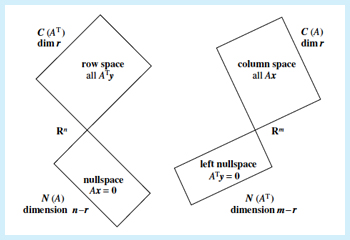 C (Aᵀ)
dim r
row space
all Aᵀy
Rⁿ
nullspace
Ax = 0
N (A)
dimension n−r
C (A)
dim r
column space
all Ax
Rᵐ
left nullspace
Aᵀy = 0
N (Aᵀ)
dimension m−r